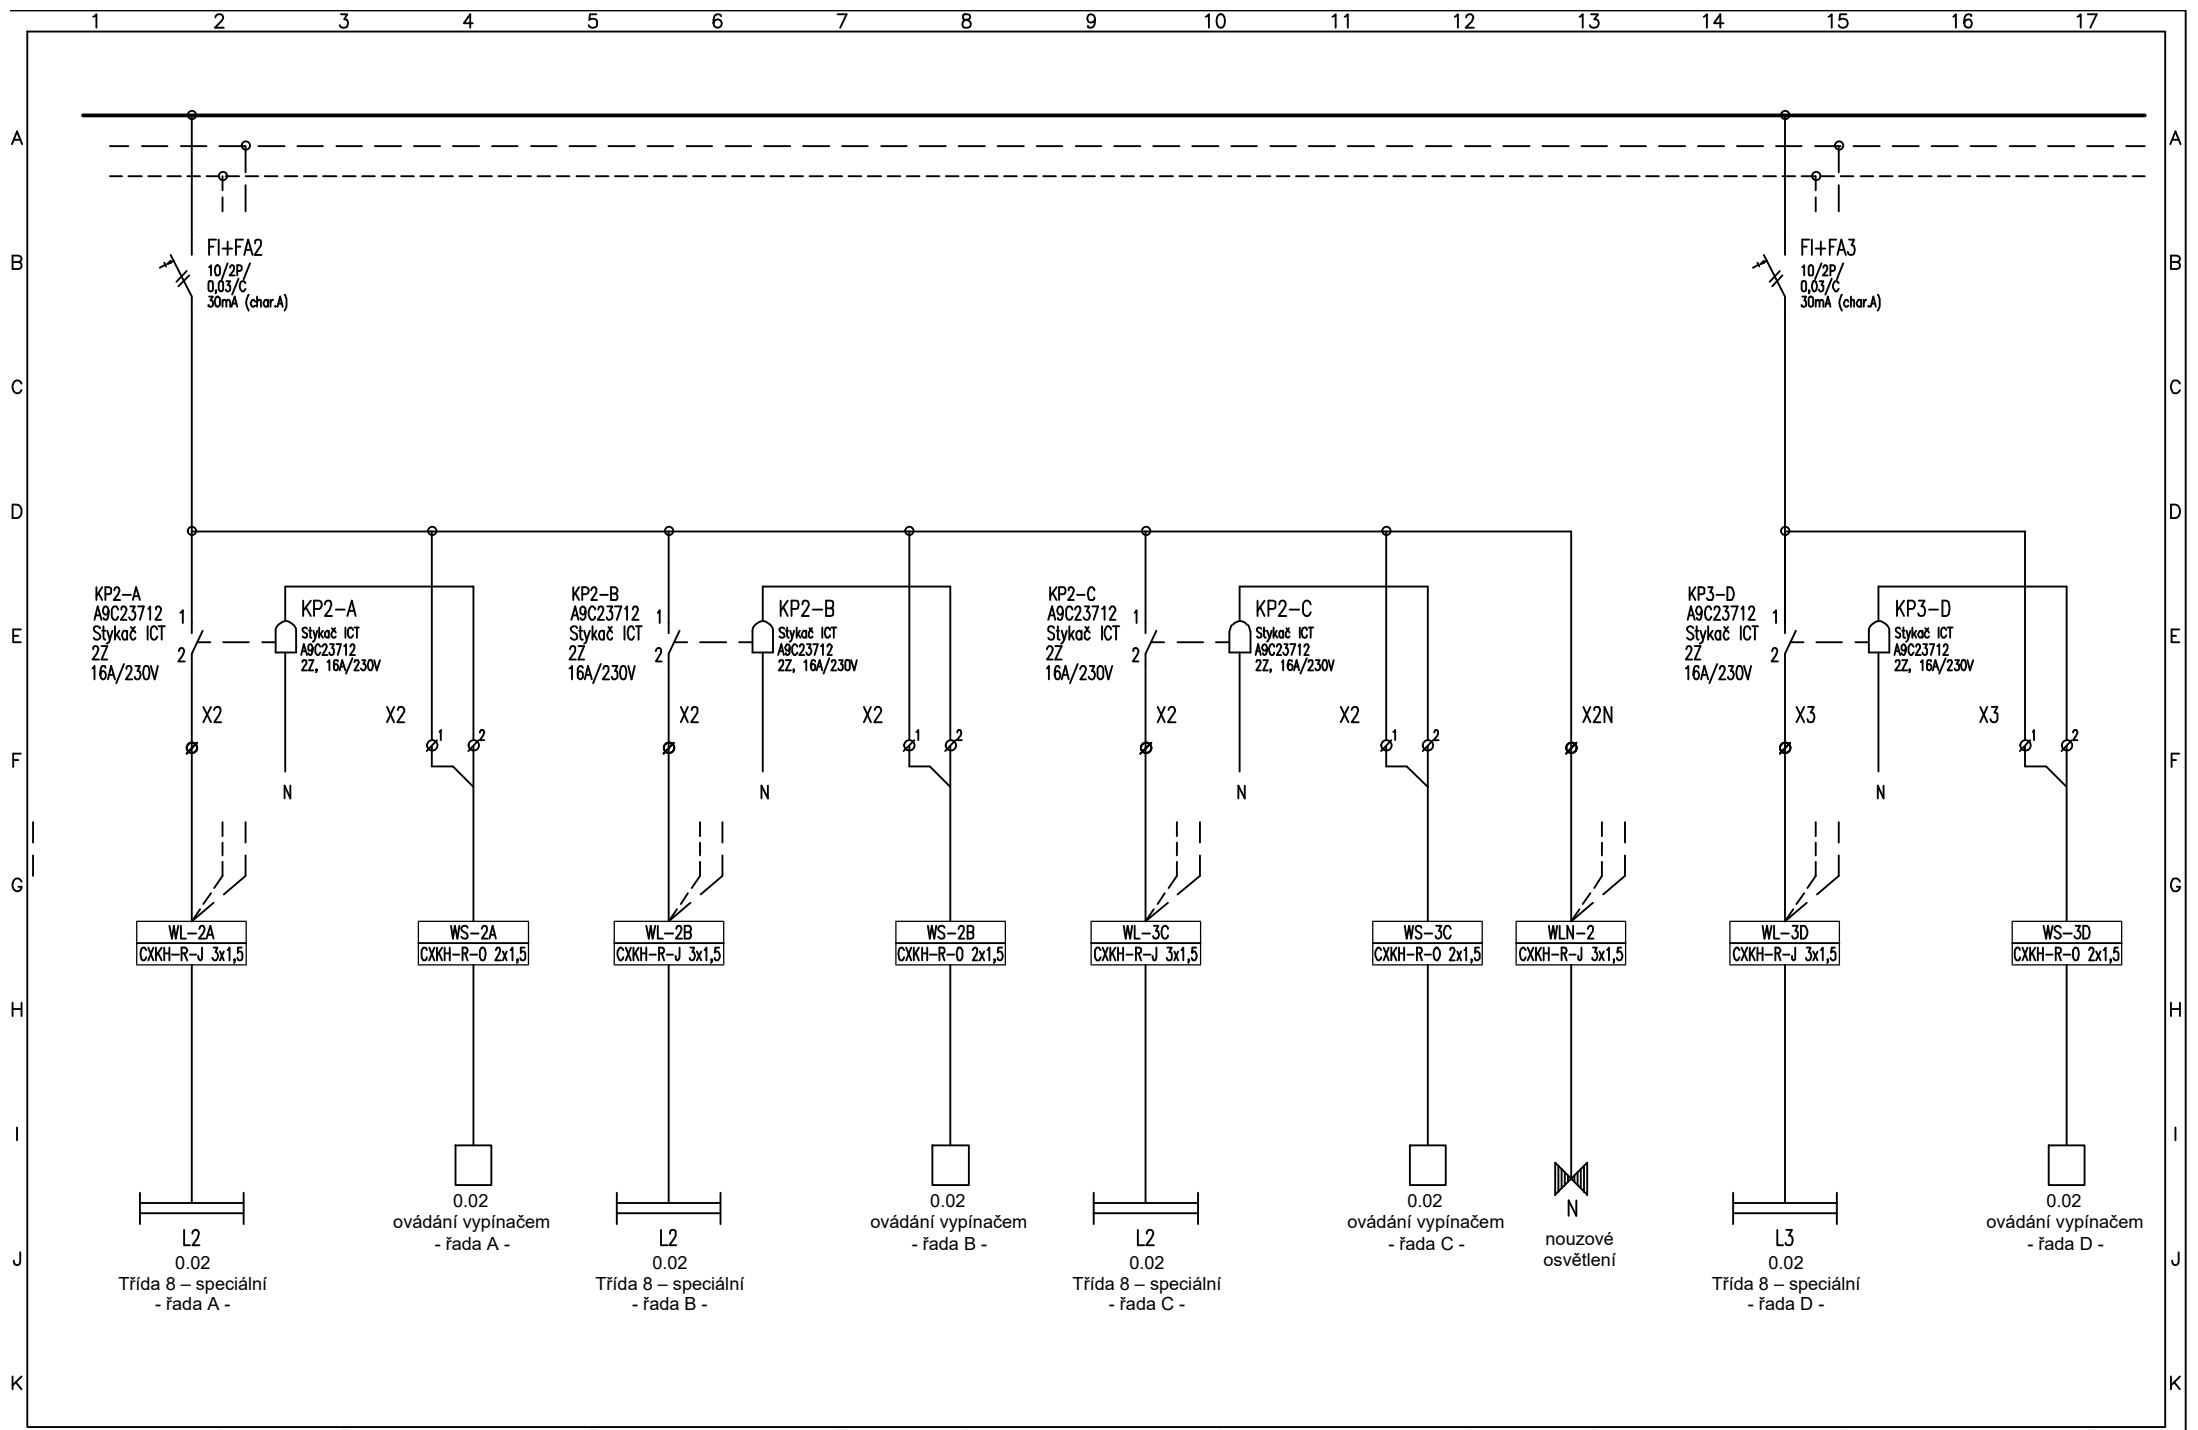 1 2 3 4 5 6 7 8 9 10 11 12 13 14 15 16 17
A A
B B
C C
D D
E E
F F
G G
H H
I I
J J
K K
FI+FA2
10/2P/
0,03/C
30mA (char.A)
FI+FA3
10/2P/
0,03/C
30mA (char.A)
KP2-A
A9C23712
Stykač ICT
2Z
16A/230V
1
2
KP2-A
Stykač ICT
A9C23712
2Z, 16A/230V
X2
N
X2
1 2
KP2-B
A9C23712
Stykač ICT
2Z
16A/230V
1
2
KP2-B
Stykač ICT
A9C23712
2Z, 16A/230V
X2
N
X2
1 2
KP2-C
A9C23712
Stykač ICT
2Z
16A/230V
1
2
KP2-C
Stykač ICT
A9C23712
2Z, 16A/230V
X2
N
X2
1 2
X2N
KP3-D
A9C23712
Stykač ICT
2Z
16A/230V
1
2
KP3-D
Stykač ICT
A9C23712
2Z, 16A/230V
X3
N
X3
1 2
WL-2A
CXKH-R-J 3x1,5
WS-2A
CXKH-R-O 2x1,5
WL-2B
CXKH-R-J 3x1,5
WS-2B
CXKH-R-O 2x1,5
WL-3C
CXKH-R-J 3x1,5
WS-3C
CXKH-R-O 2x1,5
WLN-2
CXKH-R-J 3x1,5
WL-3D
CXKH-R-J 3x1,5
WS-3D
CXKH-R-O 2x1,5
L2
0.02
Třída 8 – speciální
- řada A -
0.02
ovádání vypínačem
- řada A -
L2
0.02
Třída 8 – speciální
- řada B -
0.02
ovádání vypínačem
- řada B -
L2
0.02
Třída 8 – speciální
- řada C -
0.02
ovádání vypínačem
- řada C -
N
nouzové
osvětlení
L3
0.02
Třída 8 – speciální
- řada D -
0.02
ovádání vypínačem
- řada D -